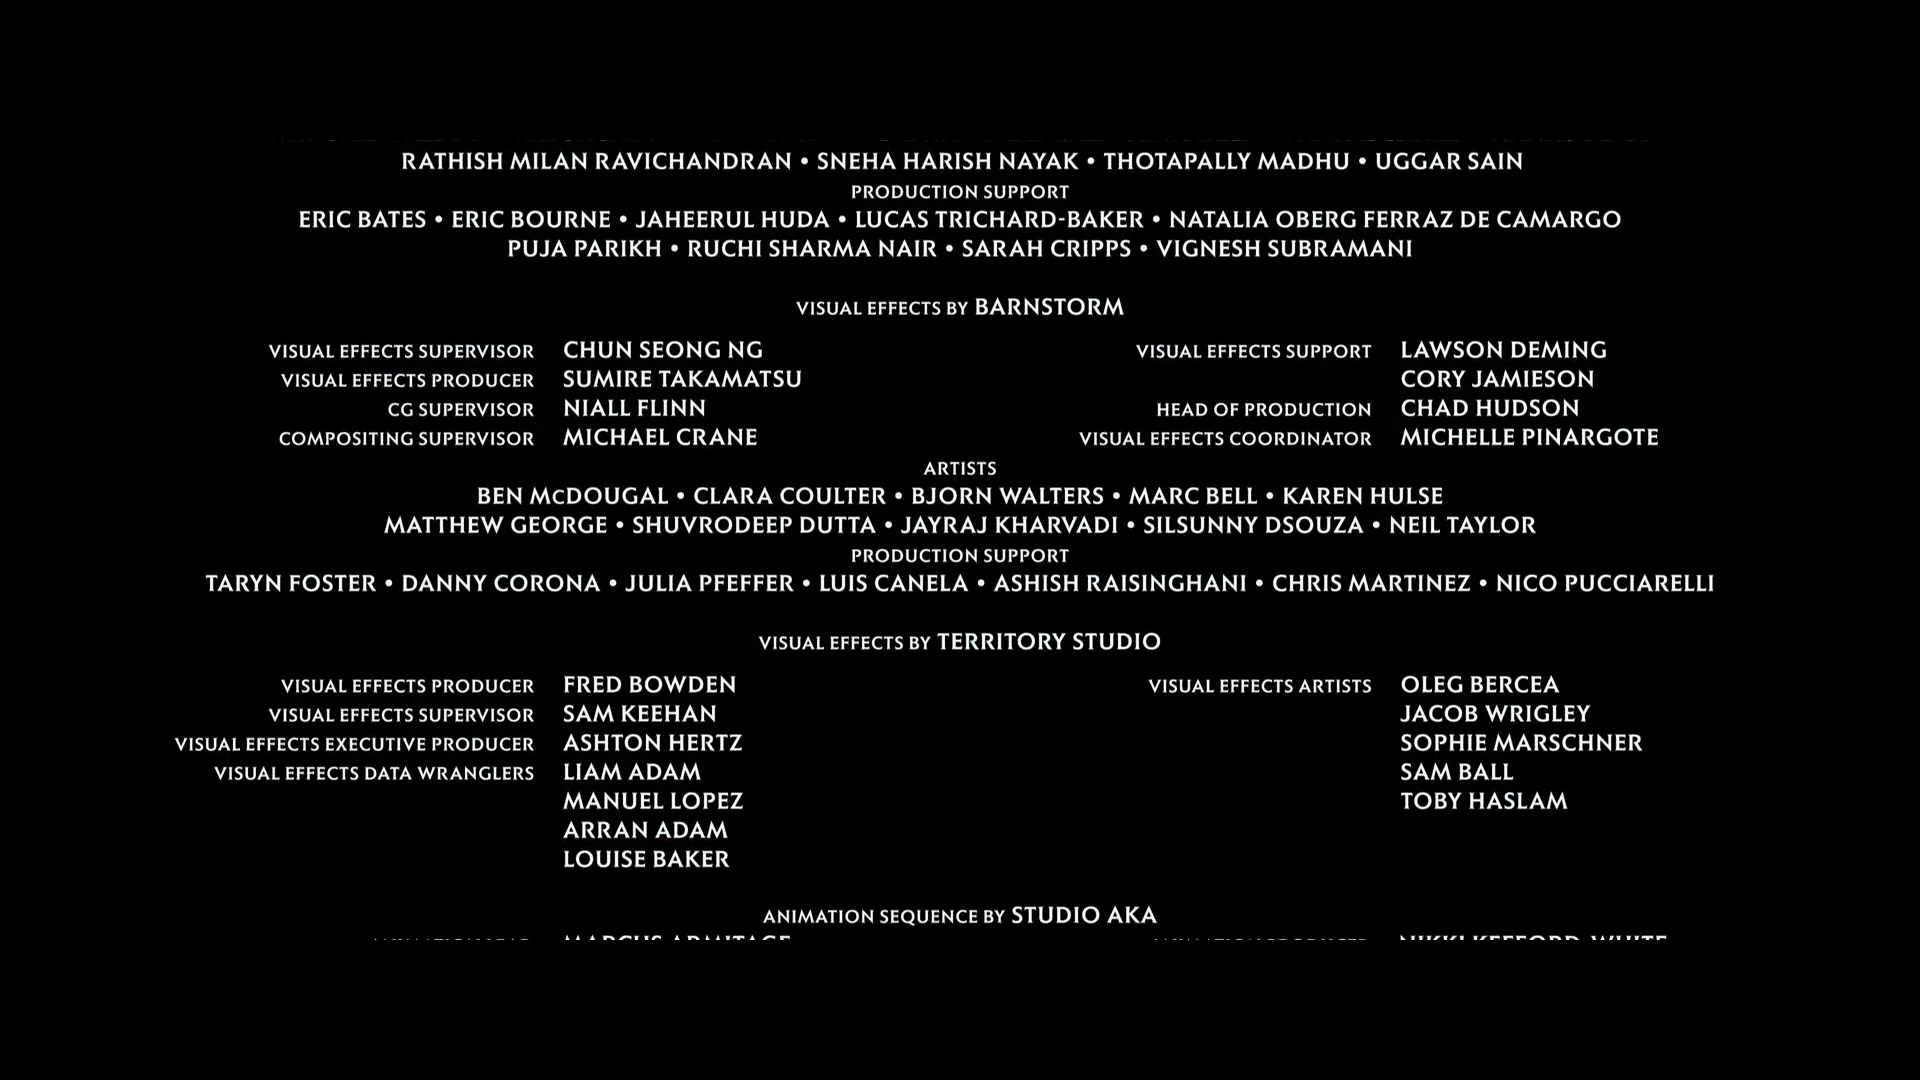 RATHISH MILAN RAVICHANDRAN • SNEHA HARISH NAYAK • THOTAPALLY MADHU • UGGAR SAIN
PRODUCTION SUPPORT
ERIC BATES • ERIC BOURNE • JAHEERUL HUDA • LUCAS TRICHARD-BAKER • NATALIA OBERG FERRAZ DE CAMARGO
PUJA PARIKH • RUCHI SHARMA NAIR • SARAH CRIPPS • VIGNESH SUBRAMANI
VISUAL EFFECTS BY BARNSTORM
VISUAL EFFECTS SUPERVISOR CHUN SEONG NG
VISUAL EFFECTS PRODUCER SUMIRE TAKAMATSU
CG SUPERVISOR NIALL FLINN
COMPOSITING SUPERVISOR MICHAEL CRANE
VISUAL EFFECTS SUPPORT LAWSON DEMING
CORY JAMIESON
HEAD OF PRODUCTION CHAD HUDSON
VISUAL EFFECTS COORDINATOR MICHELLE PINARGOTE
ARTISTS
BEN McDOUGAL • CLARA COULTER • BJORN WALTERS • MARC BELL • KAREN HULSE
MATTHEW GEORGE • SHUVRODEEP DUTTA • JAYRAJ KHARVADI • SILSUNNY DSOUZA • NEIL TAYLOR
PRODUCTION SUPPORT
TARYN FOSTER • DANNY CORONA • JULIA PFEFFER • LUIS CANELA • ASHISH RAISINGHANI • CHRIS MARTINEZ • NICO PUCCIARELLI
VISUAL EFFECTS BY TERRITORY STUDIO
VISUAL EFFECTS PRODUCER FRED BOWDEN
VISUAL EFFECTS SUPERVISOR SAM KEEHAN
VISUAL EFFECTS EXECUTIVE PRODUCER ASHTON HERTZ
VISUAL EFFECTS DATA WRANGLERS LIAM ADAM
MANUEL LOPEZ
ARRAN ADAM
LOUISE BAKER
VISUAL EFFECTS ARTISTS OLEG BERCEA
JACOB WRIGLEY
SOPHIE MARSCHNER
SAM BALL
TOBY HASLAM
ANIMATION SEQUENCE BY STUDIO AKA